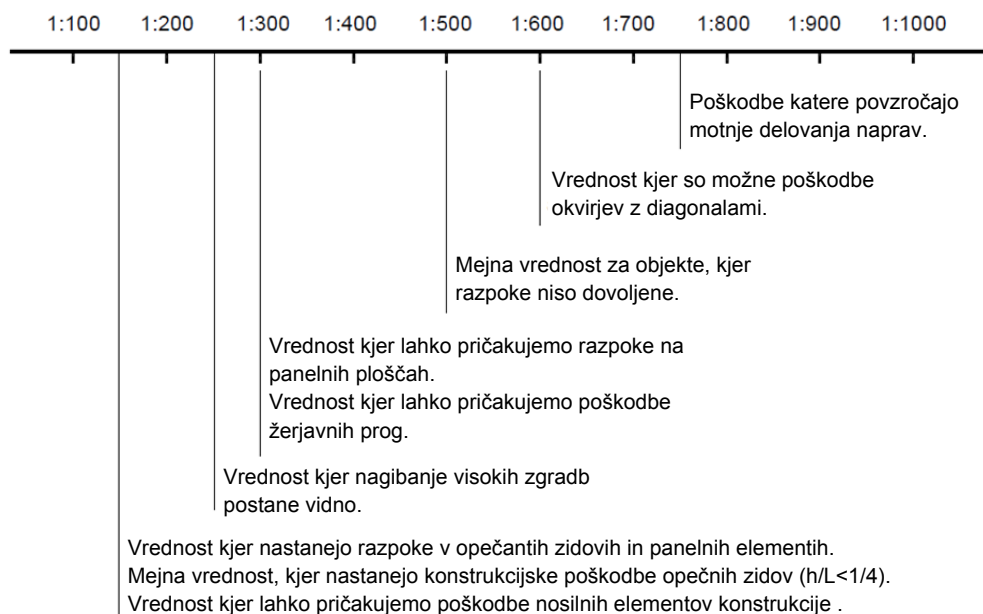 1:100 1:200 1:300 1:400 1:500 1:600 1:700 1:800 1:900 1:1000
Poškodbe katere povzročajo
motnje delovanja naprav.
Vrednost kjer so možne poškodbe
okvirjev z diagonalami.
Mejna vrednost za objekte, kjer
razpoke niso dovoljene.
Vrednost kjer lahko pričakujemo razpoke na
panelnih ploščah.
Vrednost kjer lahko pričakujemo poškodbe
žerjavnih prog.
Vrednost kjer nagibanje visokih zgradb
postane vidno.
Vrednost kjer nastanejo razpoke v opečantih zidovih in panelnih elementih.
Mejna vrednost, kjer nastanejo konstrukcijske poškodbe opečnih zidov (h/L<1/4).
Vrednost kjer lahko pričakujemo poškodbe nosilnih elementov konstrukcije .